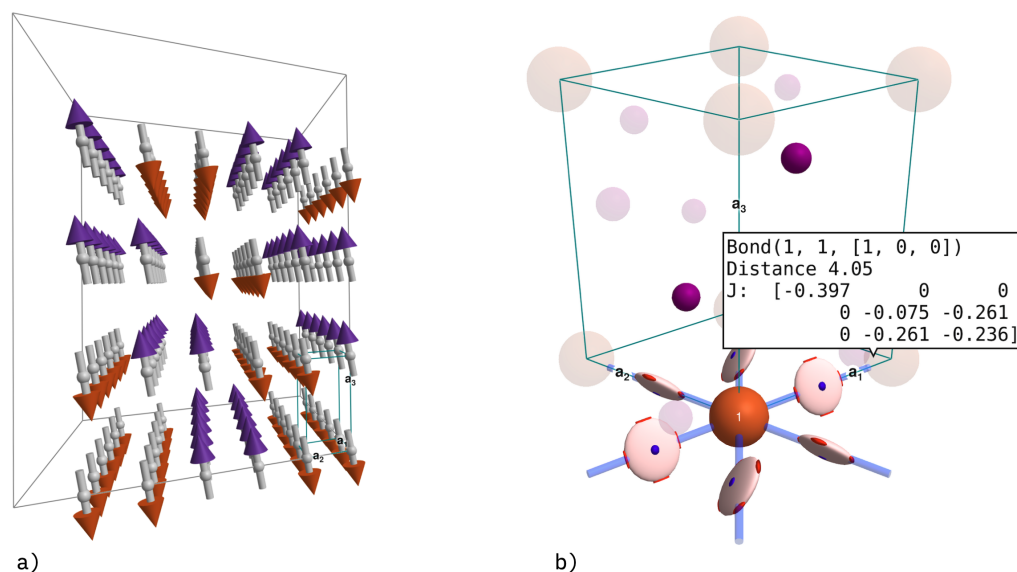 a₃
a₁
a₂
a)
a₃
Bond(1, 1, [1, 0, 0])
Distance 4.05
J: [-0.397 0 0
0 -0.075 -0.261
0 -0.261 -0.236]
a₂
a₁
1
b)